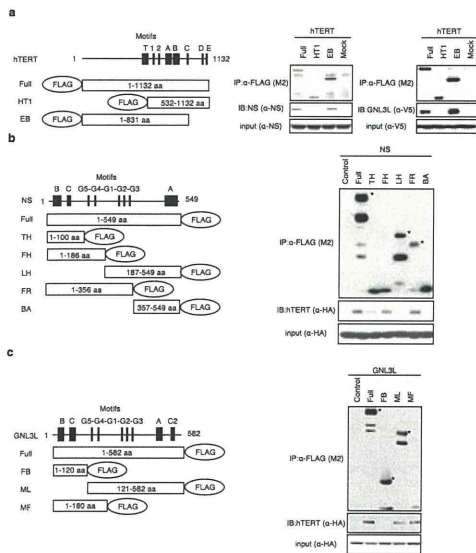 a
Motifs
T 1 2 A B C D E
hTERT 1 1132
Full FLAG 1-1132 aa
HT1 FLAG 532-1132 aa
EB FLAG 1-831 aa
hTERT
Full HT1 EB Mock
IP:α-FLAG (M2)
IB:NS (α-NS)
input (α-NS)
hTERT
Full HT1 EB Mock
IP:α-FLAG (M2)
IB:GNL3L (α-V5)
input (α-V5)
b
Motifs
B C G5-G4-G1-G2-G3 A
NS 1 549
Full 1-549 aa FLAG
TH 1-100 aa FLAG
FH 1-186 aa FLAG
LH 187-549 aa FLAG
FR 1-356 aa FLAG
BA 357-549 aa FLAG
NS
Control Full TH FH LH FR BA
IP:α-FLAG (M2)
IB:hTERT (α-HA)
input (α-HA)
c
Motifs
B C G5-G4-G1-G2-G3 A C2
GNL3L 1 582
Full 1-582 aa FLAG
FB 1-120 aa FLAG
ML 121-582 aa FLAG
MF 1-180 aa FLAG
GNL3L
Control Full FB ML MF
IP:α-FLAG (M2)
IB:hTERT (α-HA)
input (α-HA)